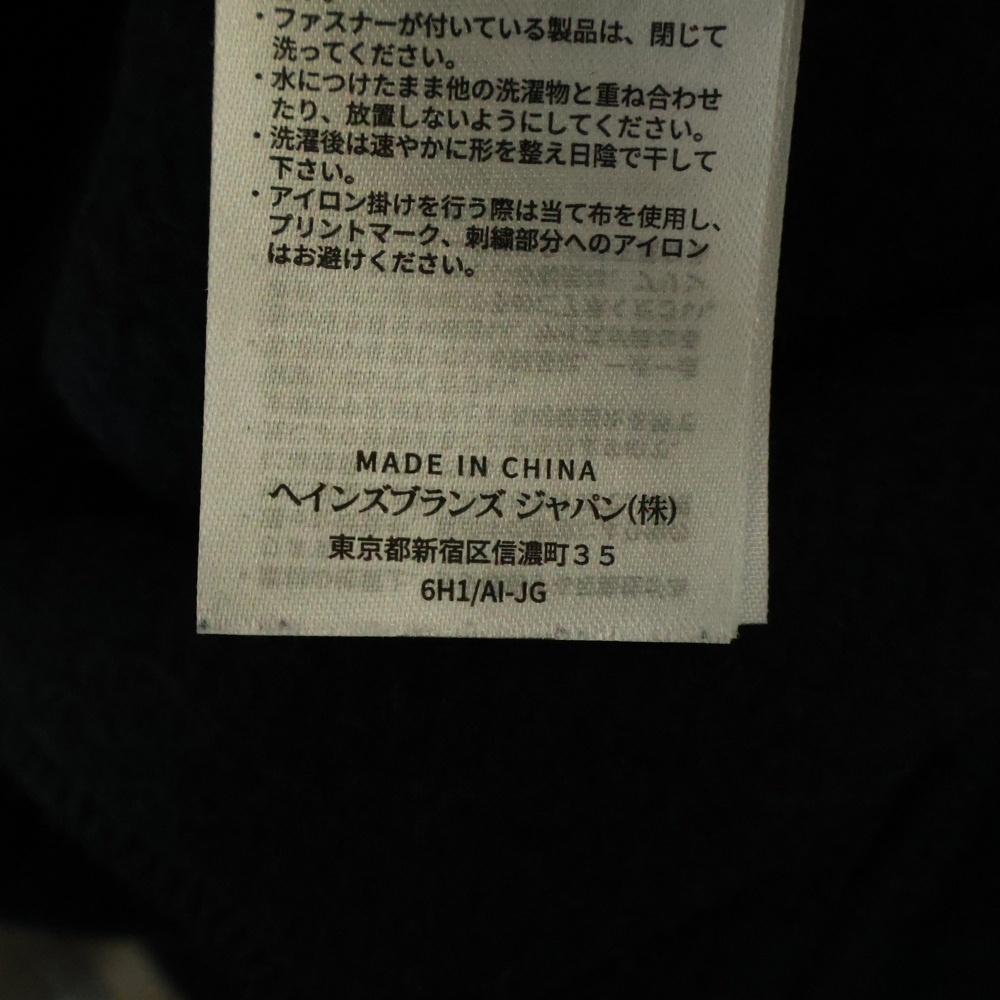 ・ファスナーが付いている製品は、閉じて
洗ってください。
・水につけたまま他の洗濯物と重ね合わせ
たり、放置しないようにしてください。
・洗濯後は速やかに形を整え日陰で干して
下さい。
・アイロン掛けを行う際は当て布を使用し、
プリントマーク、刺繍部分へのアイロン
はお避けください。
MADE IN CHINA
ヘインズブランズ ジャパン(株)
東京都新宿区信濃町35
6H1/AI-JG